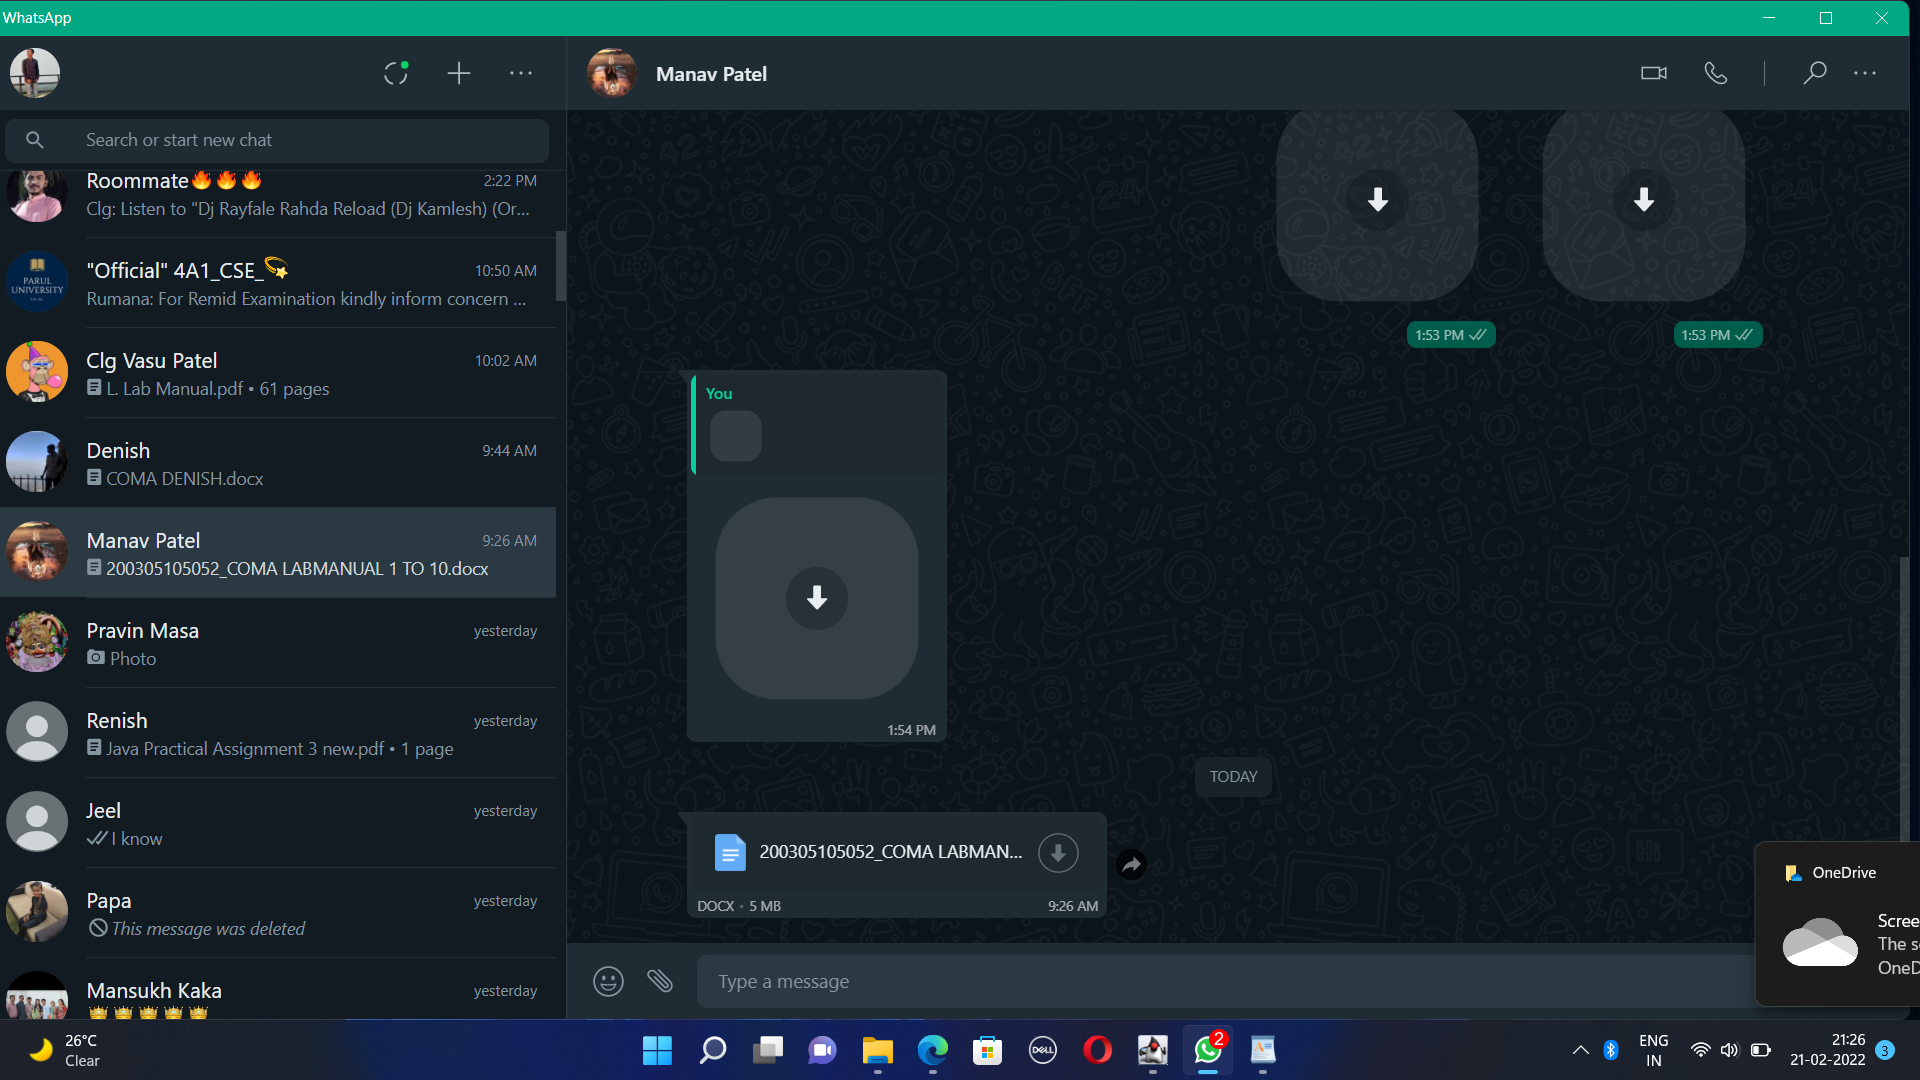 WhatsApp
Manav Patel
Search or start new chat
Roommate🔥🔥🔥
2:22 PM
Clg: Listen to "Dj Rayfale Rahda Reload (Dj Kamlesh) (Or...
PARUL
UNIVERSITY
"Official" 4A1_CSE_💫
10:50 AM
Rumana: For Remid Examination kindly inform concern ...
Clg Vasu Patel
10:02 AM
L. Lab Manual.pdf • 61 pages
Denish
9:44 AM
COMA DENISH.docx
Manav Patel
9:26 AM
200305105052_COMA LABMANUAL 1 TO 10.docx
Pravin Masa
yesterday
Photo
Renish
yesterday
Java Practical Assignment 3 new.pdf • 1 page
Jeel
yesterday
I know
Papa
yesterday
This message was deleted
Mansukh Kaka
yesterday
👑👑👑👑👑
1:53 PM
1:53 PM
You
1:54 PM
TODAY
200305105052_COMA LABMAN...
DOCX • 5 MB
9:26 AM
Type a message
OneDrive
Scree
The s
OneD
26°C
Clear
DELL
2
ENG
IN
21:26
21-02-2022
3